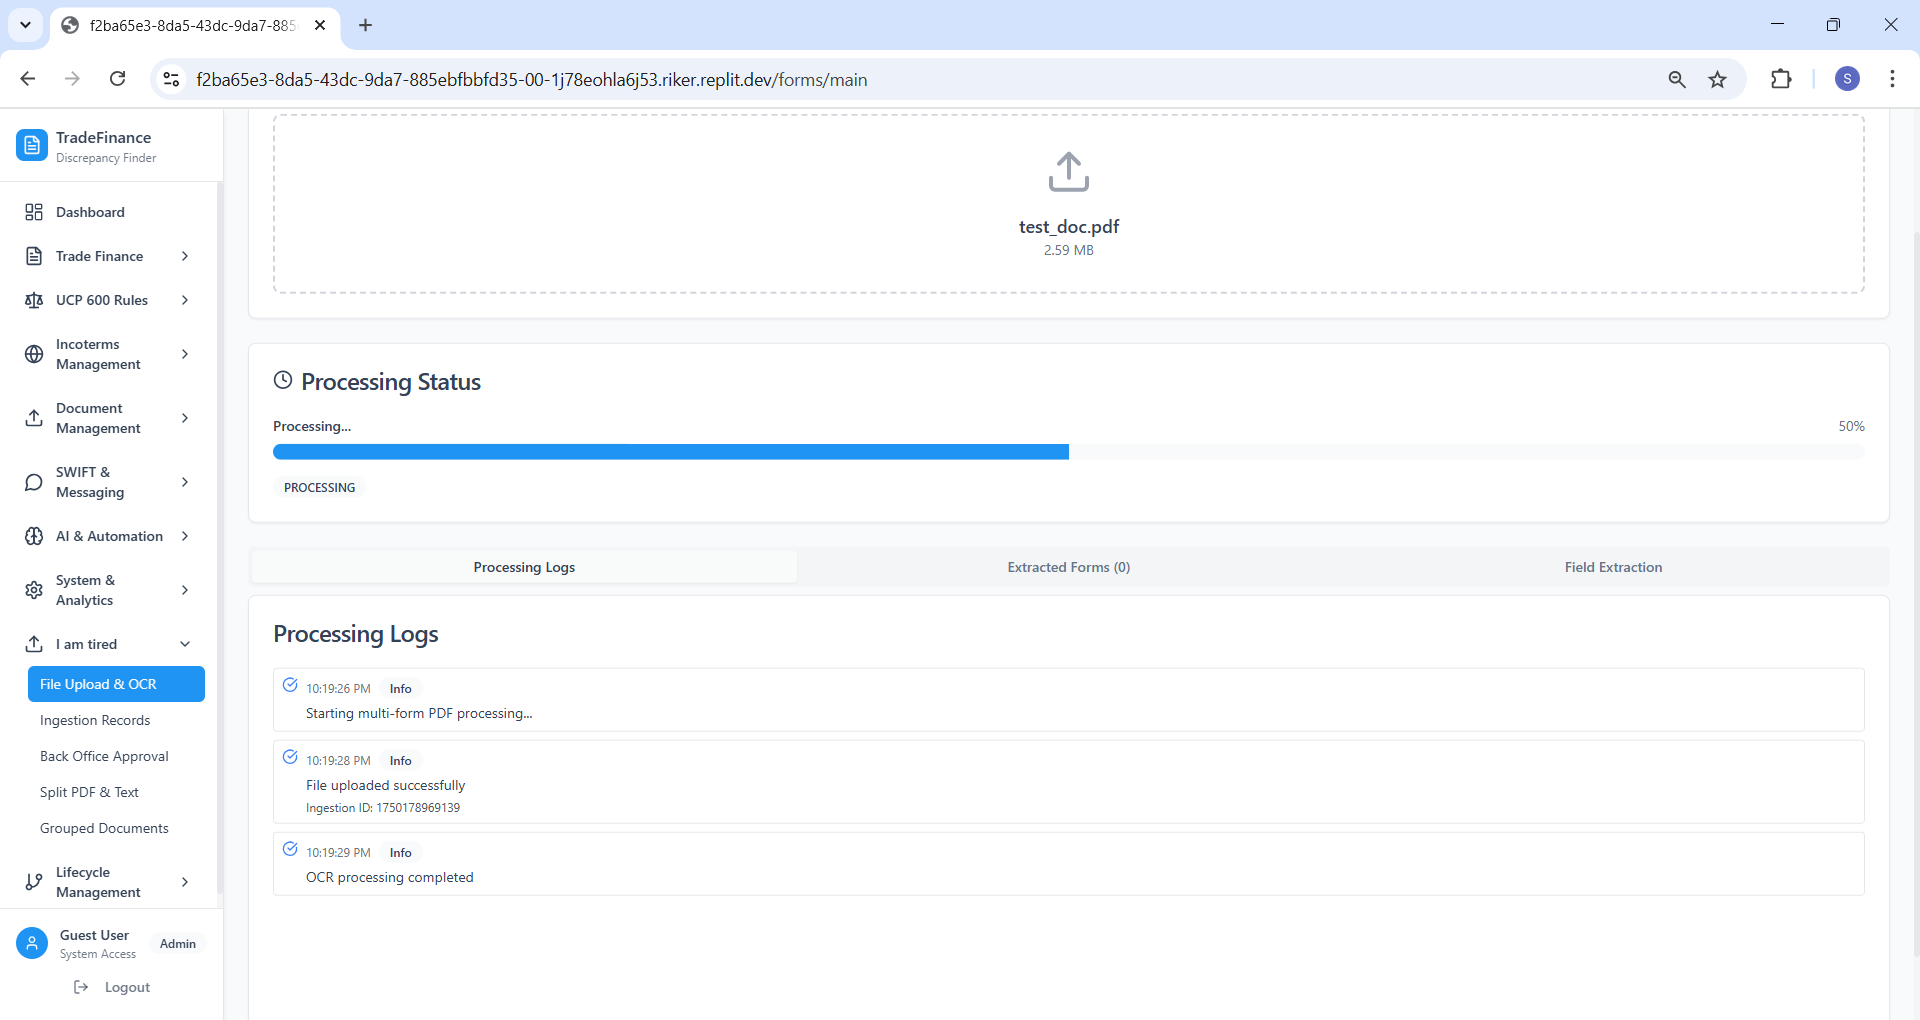 f2ba65e3-8da5-43dc-9da7-885
f2ba65e3-8da5-43dc-9da7-885ebfbbfd35-00-1j78eohla6j53.riker.replit.dev/forms/main
S
TradeFinance
Discrepancy Finder
Dashboard
Trade Finance
UCP 600 Rules
Incoterms
Management
Document
Management
SWIFT &
Messaging
AI & Automation
System &
Analytics
I am tired
File Upload & OCR
Ingestion Records
Back Office Approval
Split PDF & Text
Grouped Documents
Lifecycle
Management
Guest User
System Access
Admin
Logout
test_doc.pdf
2.59 MB
Processing Status
Processing... 50%
PROCESSING
Processing Logs Extracted Forms (0) Field Extraction
Processing Logs
10:19:26 PM Info
Starting multi-form PDF processing...
10:19:28 PM Info
File uploaded successfully
Ingestion ID: 1750178969139
10:19:29 PM Info
OCR processing completed